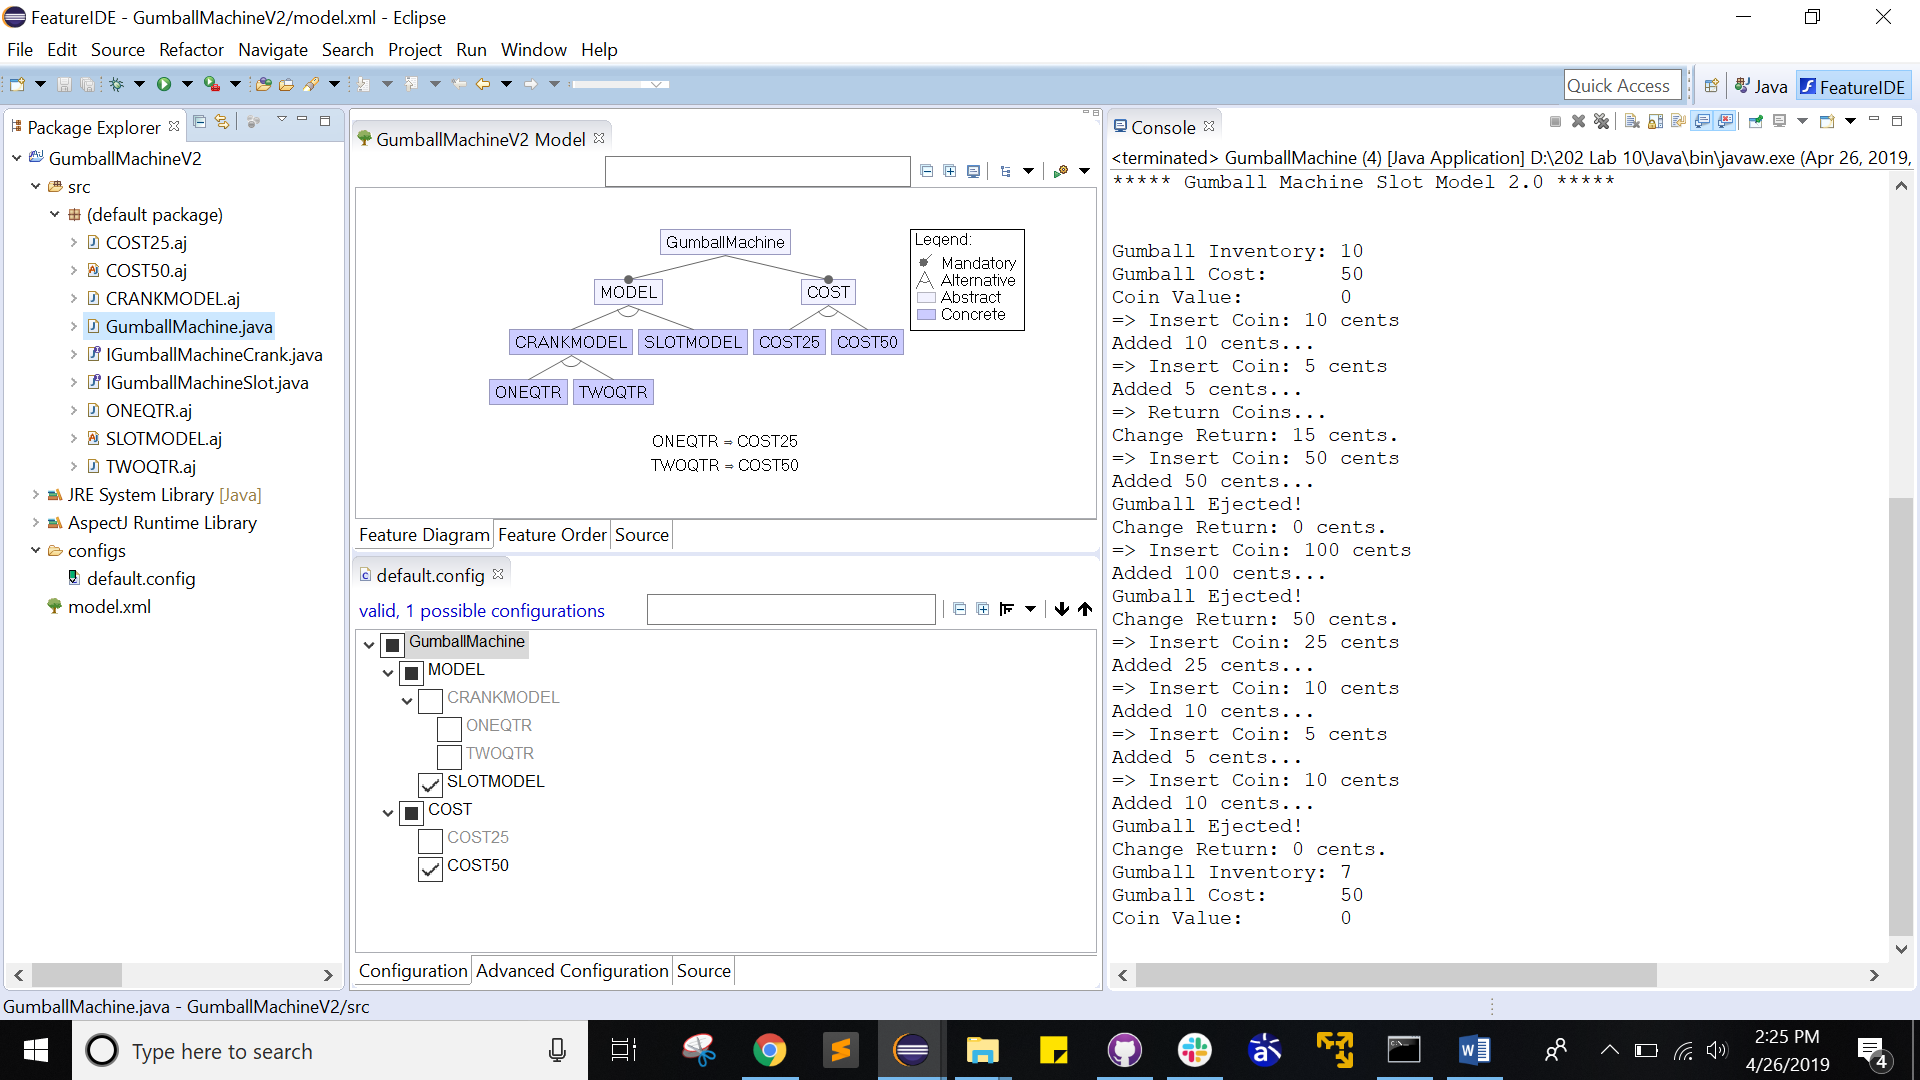 FeatureIDE - GumballMachineV2/model.xml - Eclipse
File Edit Source Refactor Navigate Search Project Run Window Help
Quick Access
Java
FeatureIDE
Package Explorer
GumballMachineV2
src
(default package)
COST25.aj
COST50.aj
CRANKMODEL.aj
GumballMachine.java
IGumballMachineCrank.java
IGumballMachineSlot.java
ONEQTR.aj
SLOTMODEL.aj
TWOQTR.aj
JRE System Library [Java]
AspectJ Runtime Library
configs
default.config
model.xml
GumballMachineV2 Model
GumballMachine
MODEL COST
CRANKMODEL SLOTMODEL COST25 COST50
ONEQTR TWOQTR
Legend:
Mandatory
Alternative
Abstract
Concrete
ONEQTR ⇒ COST25
TWOQTR ⇒ COST50
Feature Diagram Feature Order Source
default.config
valid, 1 possible configurations
GumballMachine
MODEL
CRANKMODEL
ONEQTR
TWOQTR
SLOTMODEL
COST
COST25
COST50
Configuration Advanced Configuration Source
Console
<terminated> GumballMachine (4) [Java Application] D:\202 Lab 10\Java\bin\javaw.exe (Apr 26, 2019,
***** Gumball Machine Slot Model 2.0 *****
Gumball Inventory: 10
Gumball Cost: 50
Coin Value: 0
=> Insert Coin: 10 cents
Added 10 cents...
=> Insert Coin: 5 cents
Added 5 cents...
=> Return Coins...
Change Return: 15 cents.
=> Insert Coin: 50 cents
Added 50 cents...
Gumball Ejected!
Change Return: 0 cents.
=> Insert Coin: 100 cents
Added 100 cents...
Gumball Ejected!
Change Return: 50 cents.
=> Insert Coin: 25 cents
Added 25 cents...
=> Insert Coin: 10 cents
Added 10 cents...
=> Insert Coin: 5 cents
Added 5 cents...
=> Insert Coin: 10 cents
Added 10 cents...
Gumball Ejected!
Change Return: 0 cents.
Gumball Inventory: 7
Gumball Cost: 50
Coin Value: 0
GumballMachine.java - GumballMachineV2/src
Type here to search
2:25 PM
4/26/2019
4